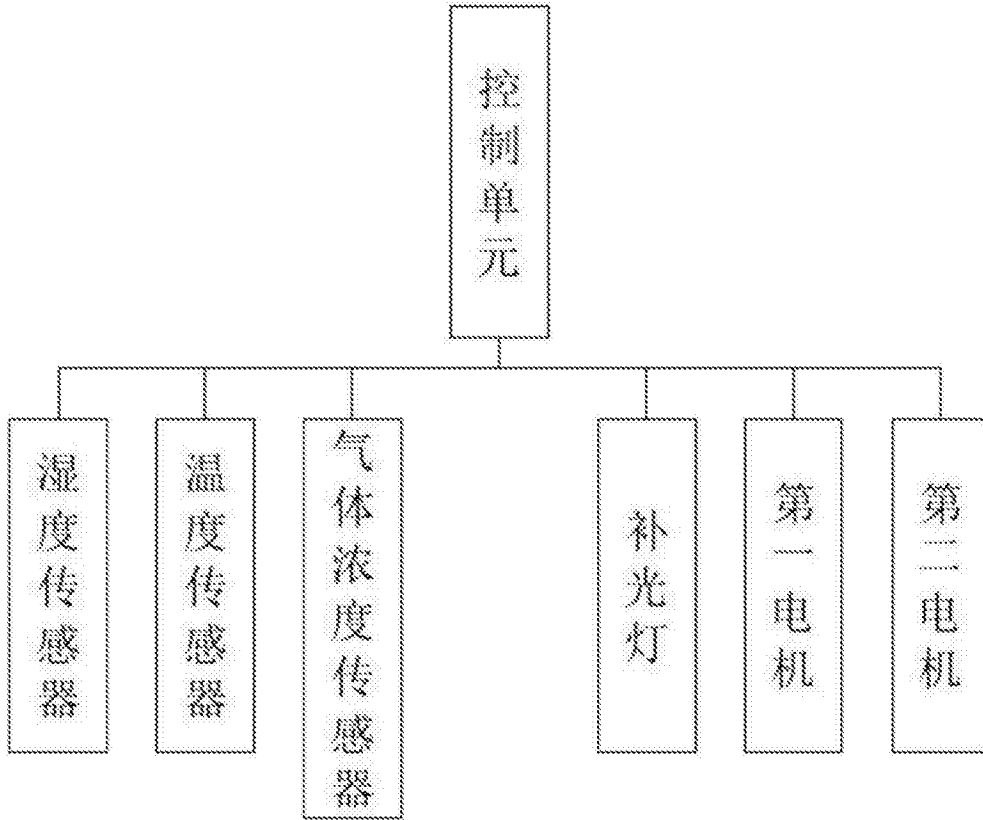 控制单元
湿度传感器
温度传感器
气体浓度传感器
补光灯
第一电机
第二电机